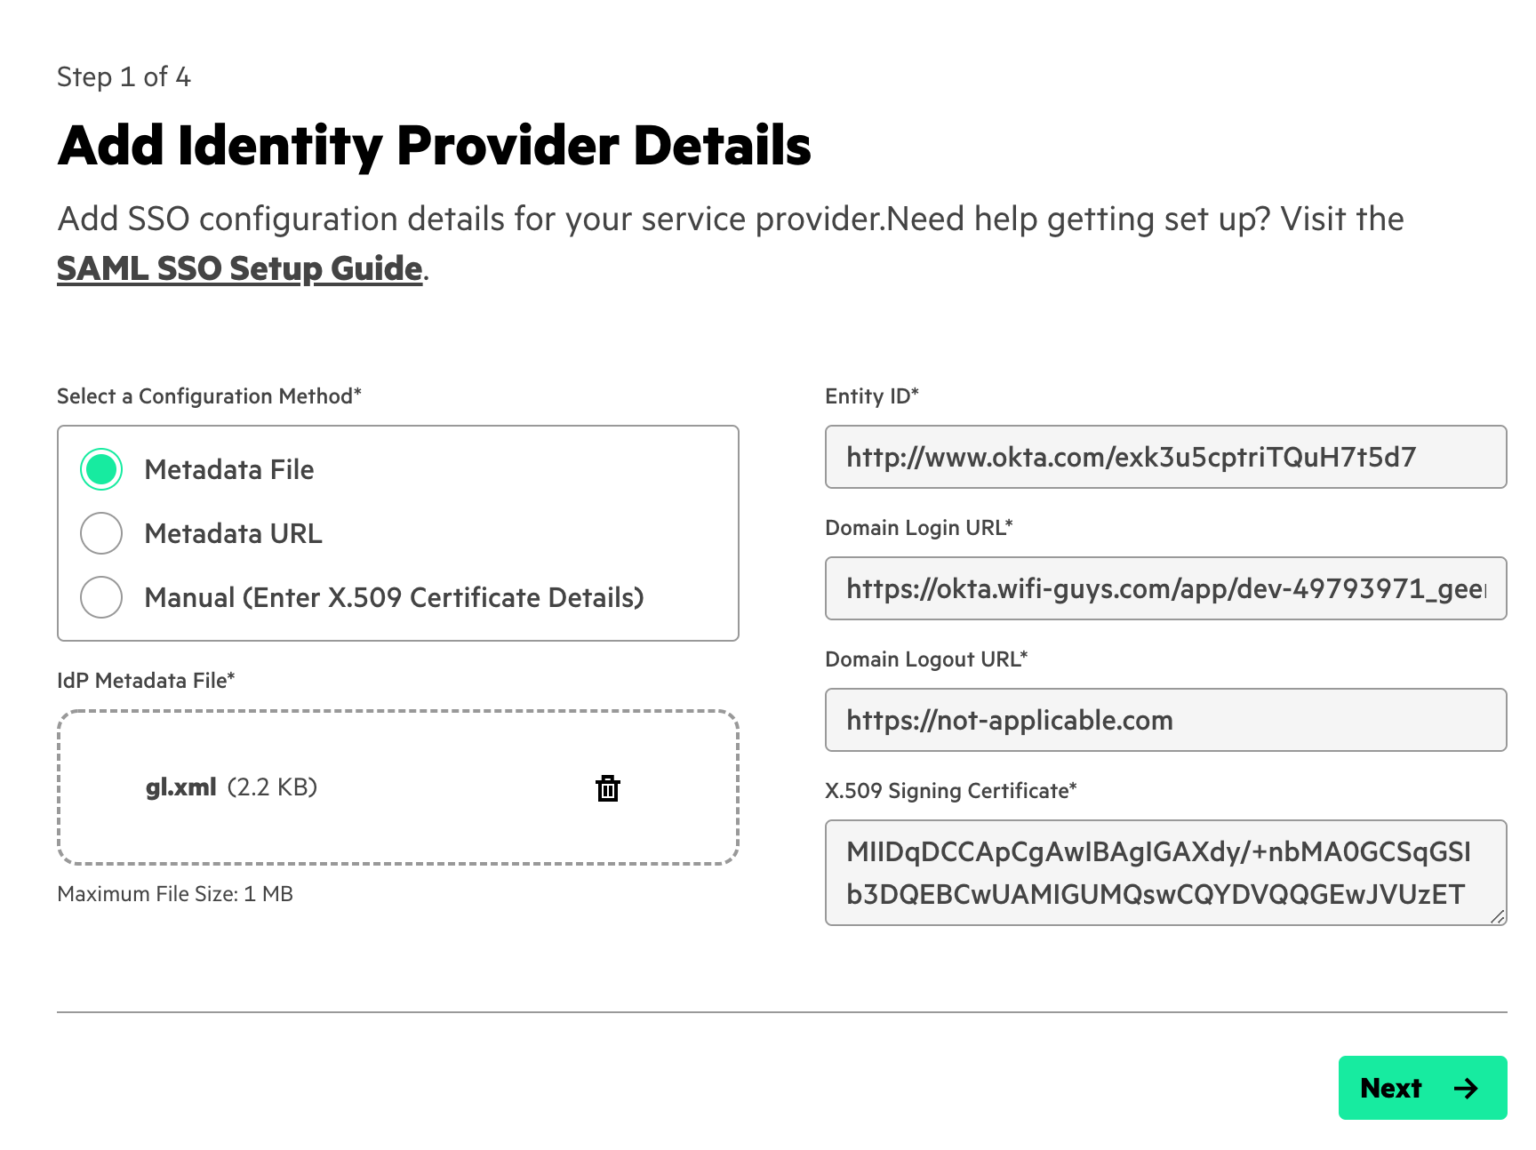 Step 1 of 4
Add Identity Provider Details
Add SSO configuration details for your service provider.Need help getting set up? Visit the
SAML SSO Setup Guide.
Select a Configuration Method*
Metadata File
Metadata URL
Manual (Enter X.509 Certificate Details)
IdP Metadata File*
gl.xml (2.2 KB)
Maximum File Size: 1 MB
Entity ID*
http://www.okta.com/exk3u5cptriTQuH7t5d7
Domain Login URL*
https://okta.wifi-guys.com/app/dev-49793971_gee
Domain Logout URL*
https://not-applicable.com
X.509 Signing Certificate*
MIIDqDCCApCgAwIBAgIGAXdy/+nbMA0GCSqGSI
b3DQEBCwUAMIGUMQswCQYDVQQGEwJVUzET
Next